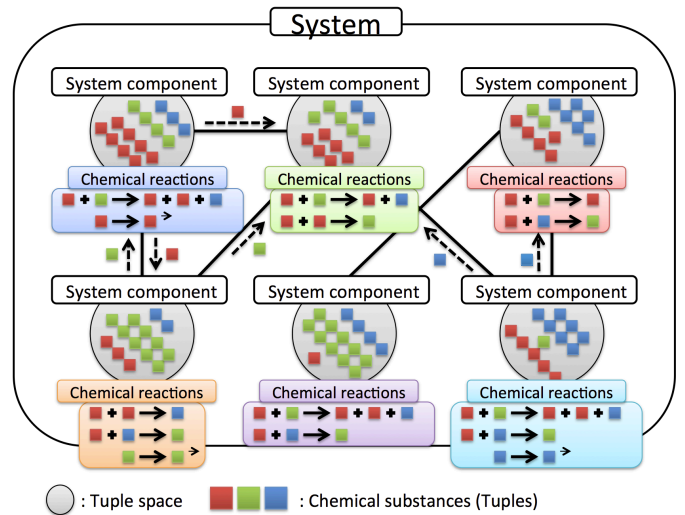 System
System component
System component
System component
Chemical reactions
Chemical reactions
Chemical reactions
+ +  +
+ +
+
+
+
System component
System component
System component
Chemical reactions
Chemical reactions
Chemical reactions
+
+ + +
+ + +
+
+
+
: Tuple space
: Chemical substances (Tuples)